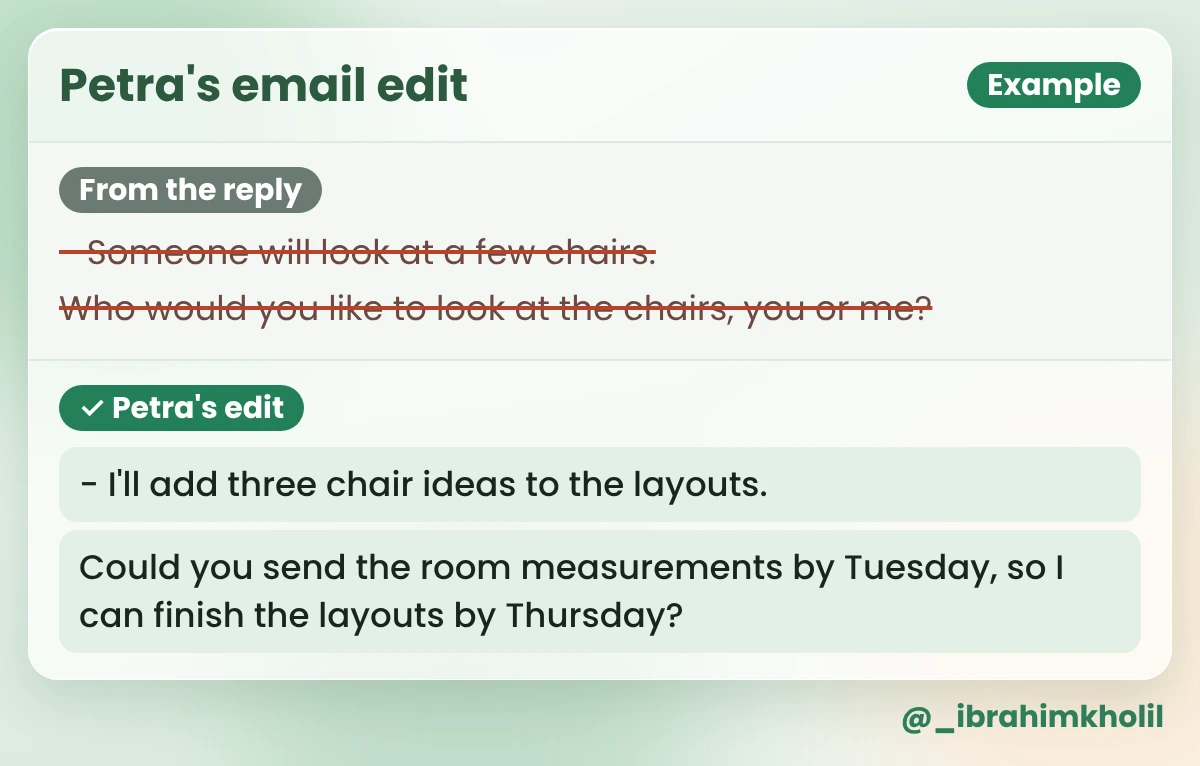 Petra's email edit
Example
From the reply
- Someone will look at a few chairs.
Who would you like to look at the chairs, you or me?
✓ Petra's edit
- I'll add three chair ideas to the layouts.
Could you send the room measurements by Tuesday, so I
can finish the layouts by Thursday?
@_ibrahimkholil